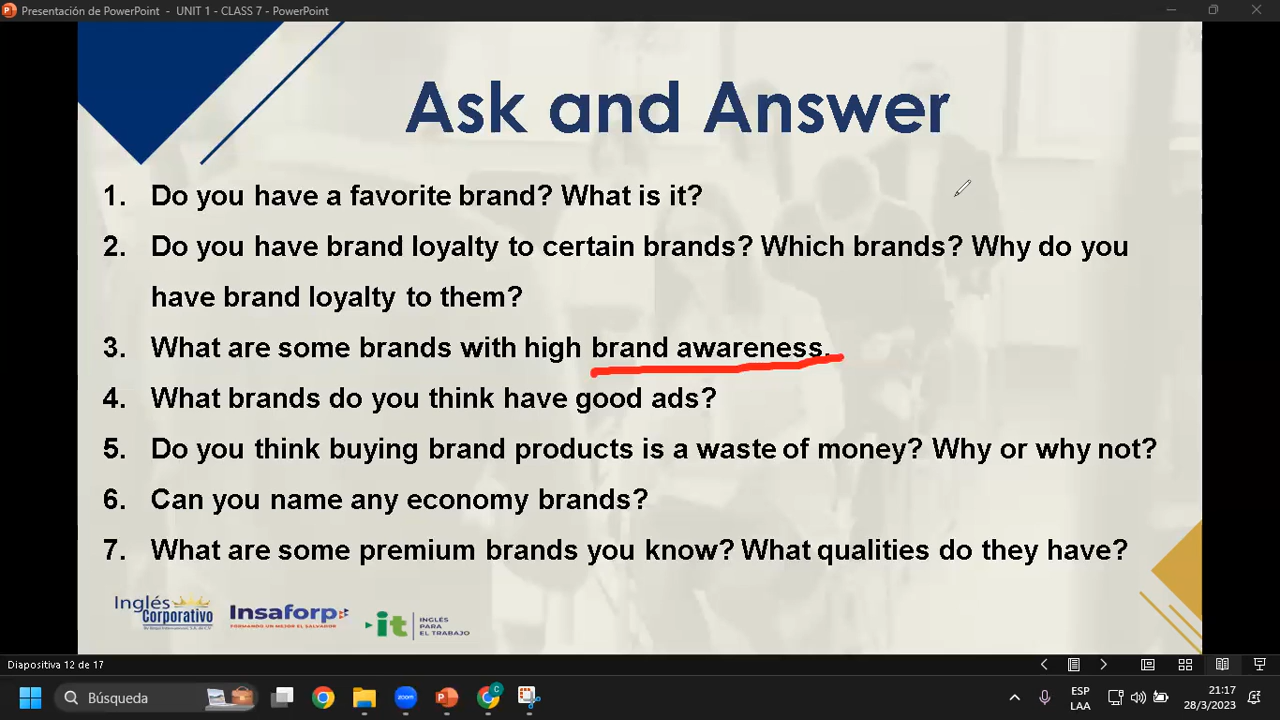 Presentación de PowerPoint - UNIT 1 - CLASS 7 - PowerPoint
Ask and Answer
1. Do you have a favorite brand? What is it?
2. Do you have brand loyalty to certain brands? Which brands? Why do you
have brand loyalty to them?
3. What are some brands with high brand awareness.
4. What brands do you think have good ads?
5. Do you think buying brand products is a waste of money? Why or why not?
6. Can you name any economy brands?
7. What are some premium brands you know? What qualities do they have?
Inglés
Corporativo
Insaforp
FORMANDO UN MEJOR EL SALVADOR
it
INGLÉS
PARA
EL TRABAJO
Diapositiva 12 de 17
Búsqueda
zoom
C
ESP
LAA
21:17
28/3/2023